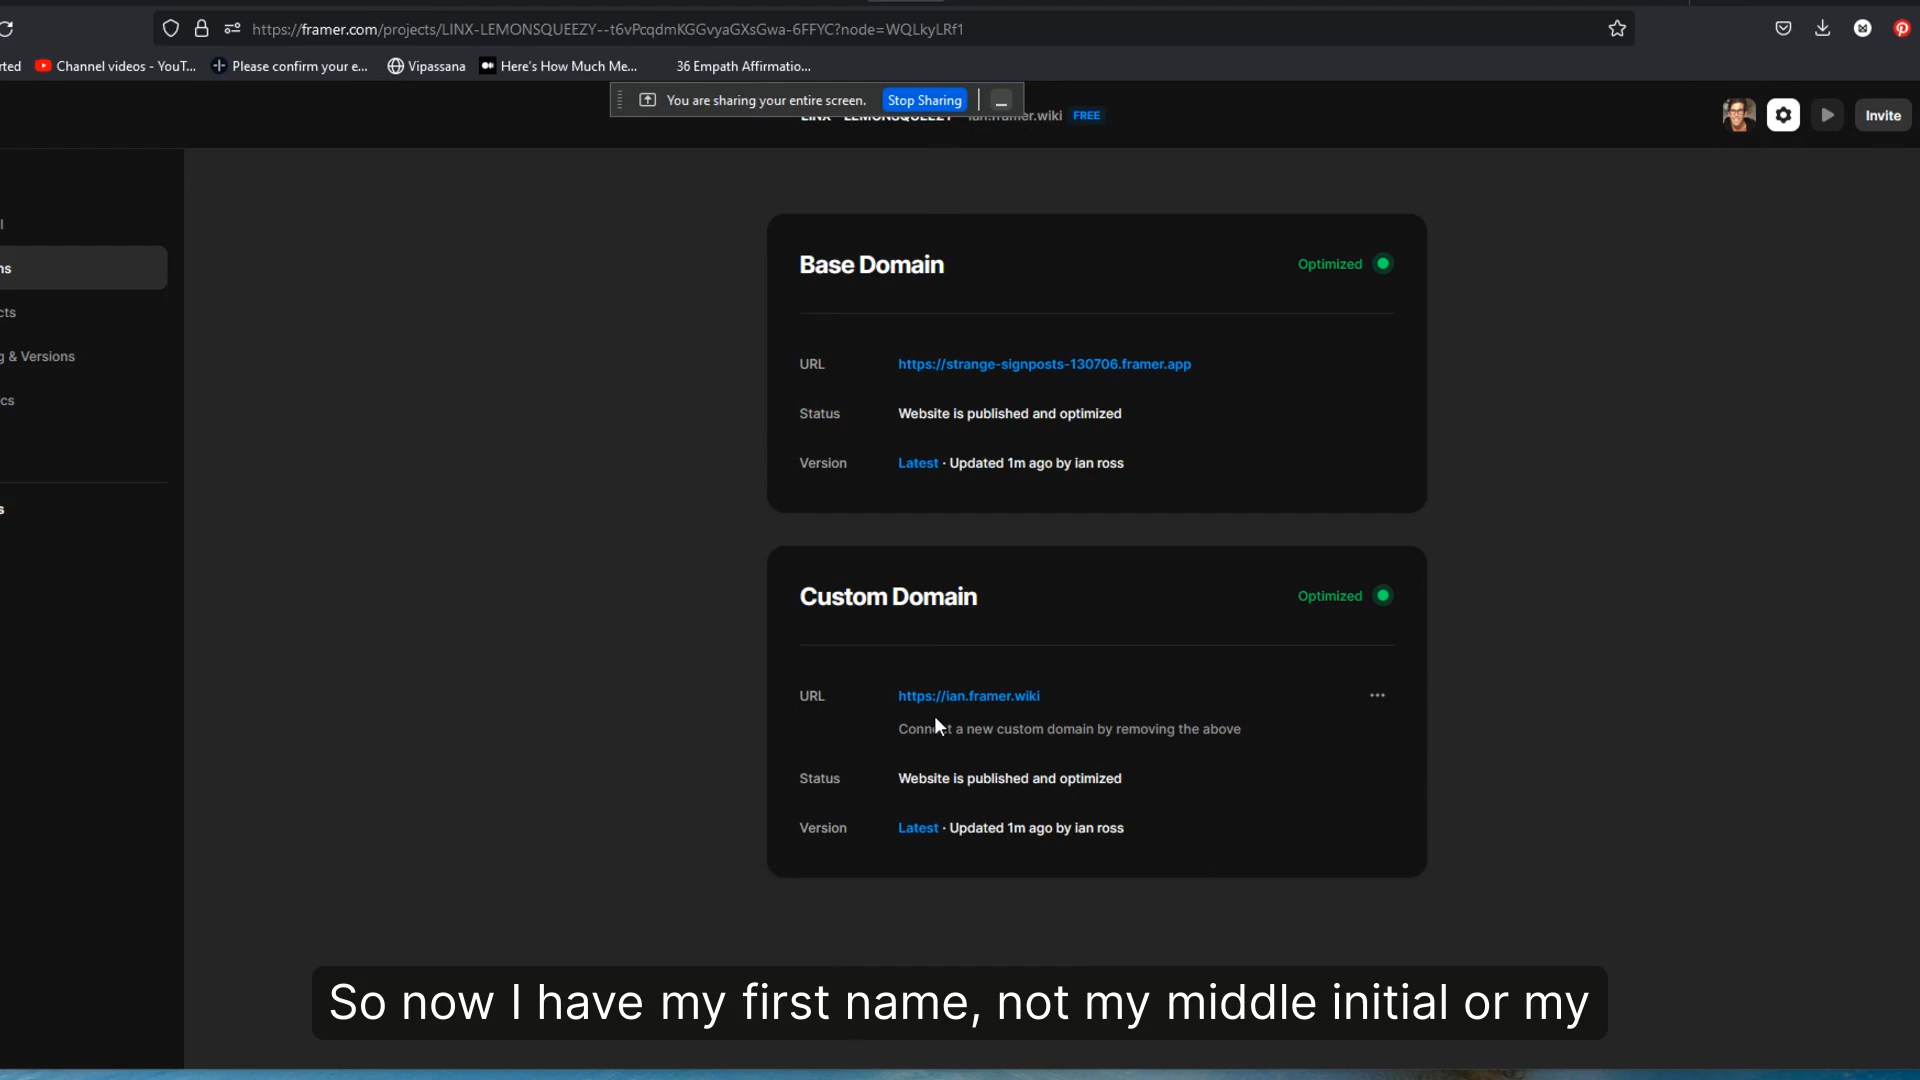 https://framer.com/projects/LINX-LEMONSQUEEZY--t6vPcqdmKGGvyaGXsGwa-6FFYC?node=WQLkyLRf1
rted Channel videos - YouT... Please confirm your e... Vipassana Here's How Much Me... 36 Empath Affirmatio...
You are sharing your entire screen. Stop Sharing
LINX - LEMONSQUEEZY ian.framer.wiki FREE
Invite
l
ns
cts
g & Versions
cs
s
Base Domain
Optimized
URL https://strange-signposts-130706.framer.app
Status Website is published and optimized
Version Latest · Updated 1m ago by ian ross
Custom Domain
Optimized
URL https://ian.framer.wiki
Connect a new custom domain by removing the above
Status Website is published and optimized
Version Latest · Updated 1m ago by ian ross
So now I have my first name, not my middle initial or my